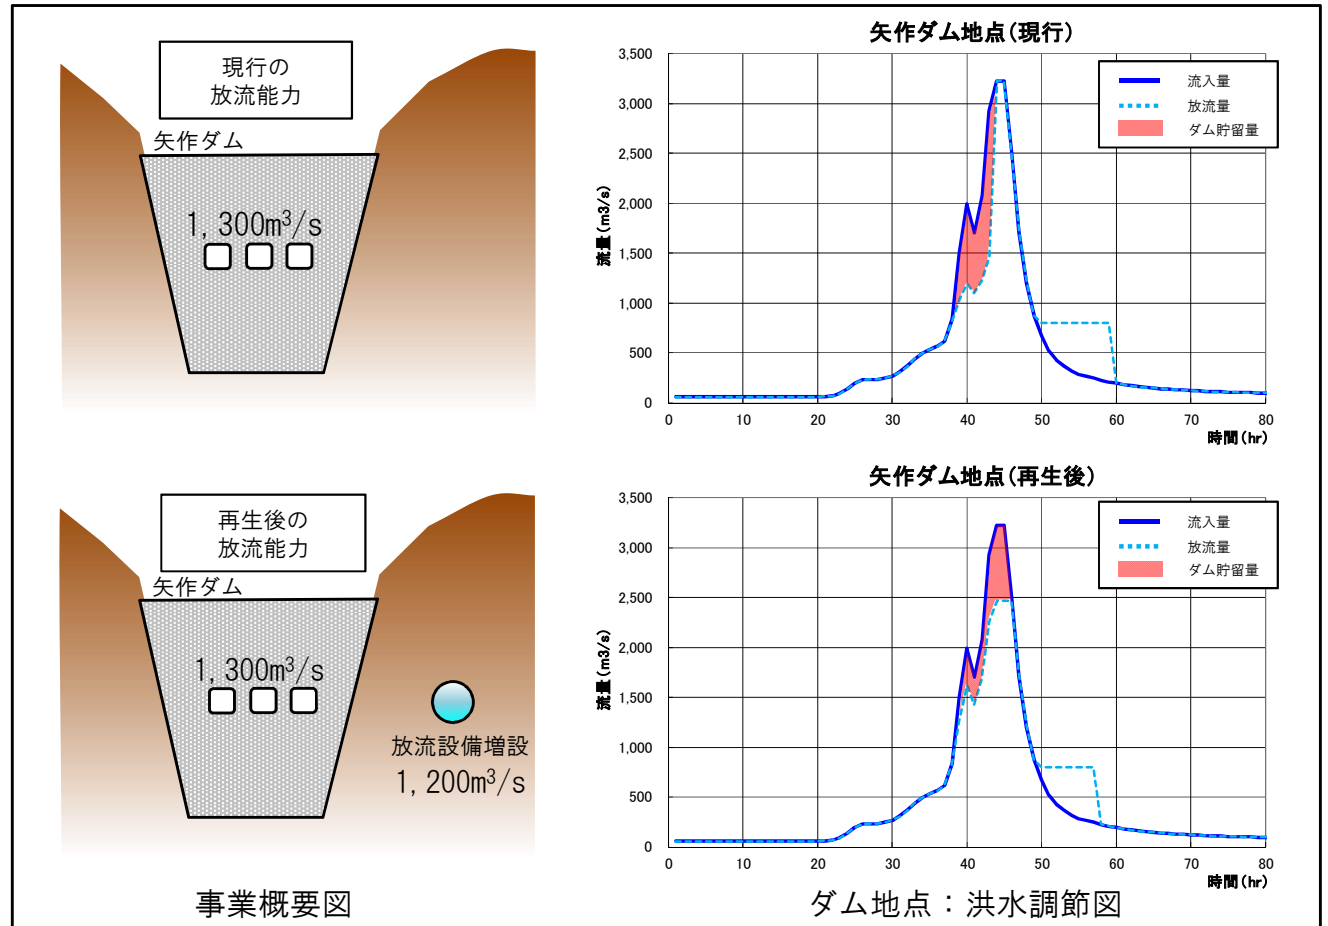 現行の
放流能力
矢作ダム
1,300m³/s
矢作ダム地点(現行)
流入量
放流量
ダム貯留量
流量(m3/s)
3,500
3,000
2,500
2,000
1,500
1,000
500
0
0 10 20 30 40 50 60 70 80
時間(hr)
再生後の
放流能力
矢作ダム
1,300m³/s
放流設備増設
1,200m³/s
矢作ダム地点(再生後)
流入量
放流量
ダム貯留量
流量(m3/s)
3,500
3,000
2,500
2,000
1,500
1,000
500
0
0 10 20 30 40 50 60 70 80
時間(hr)
事業概要図
ダム地点：洪水調節図